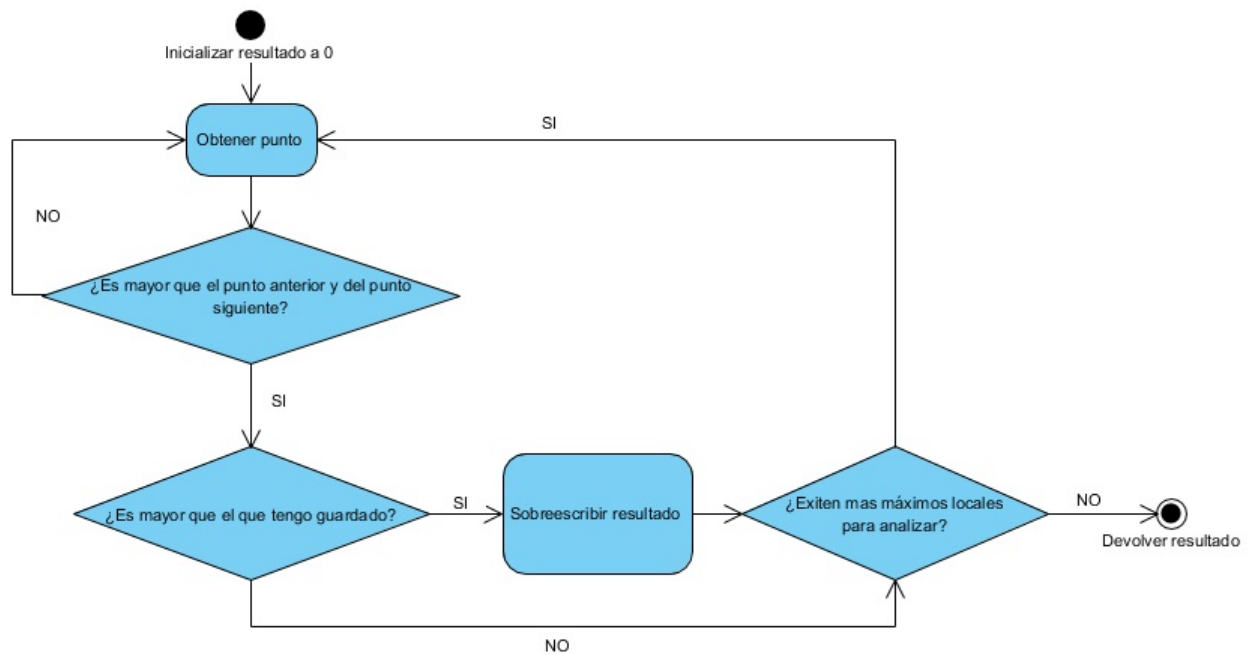 Inicializar resultado a 0
Obtener punto
SI
NO
¿Es mayor que el punto anterior y del punto
siguiente?
SI
¿Es mayor que el que tengo guardado?
SI
Sobreescribir resultado
¿Exiten mas máximos locales
para analizar?
NO
Devolver resultado
NO